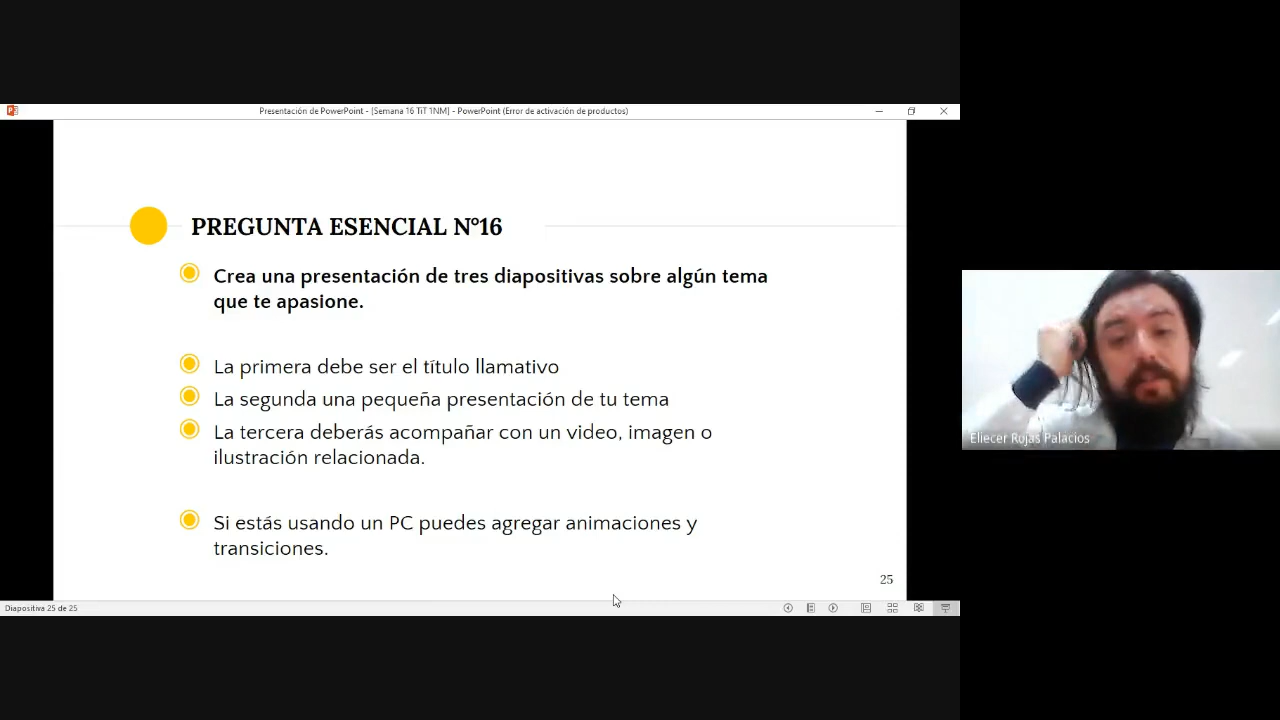 Presentación de PowerPoint - [Semana 16 TiT 1NM] - PowerPoint (Error de activación de productos)
PREGUNTA ESENCIAL N°16
Crea una presentación de tres diapositivas sobre algún tema
que te apasione.
La primera debe ser el título llamativo
La segunda una pequeña presentación de tu tema
La tercera deberás acompañar con un video, imagen o
ilustración relacionada.
Si estás usando un PC puedes agregar animaciones y
transiciones.
25
Diapositiva 25 de 25
Eliecer Rojas Palacios